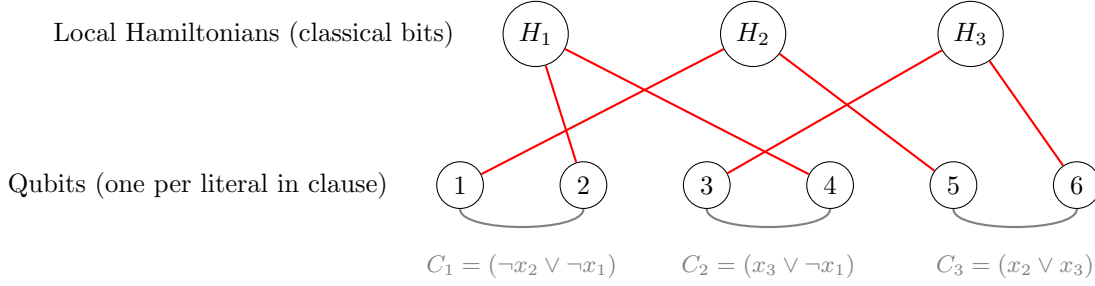 Local Hamiltonians (classical bits) H₁ H₂ H₃
Qubits (one per literal in clause) 1 2 3 4 5 6
C₁ = (¬x₂ ∨ ¬x₁) C₂ = (x₃ ∨ ¬x₁) C₃ = (x₂ ∨ x₃)